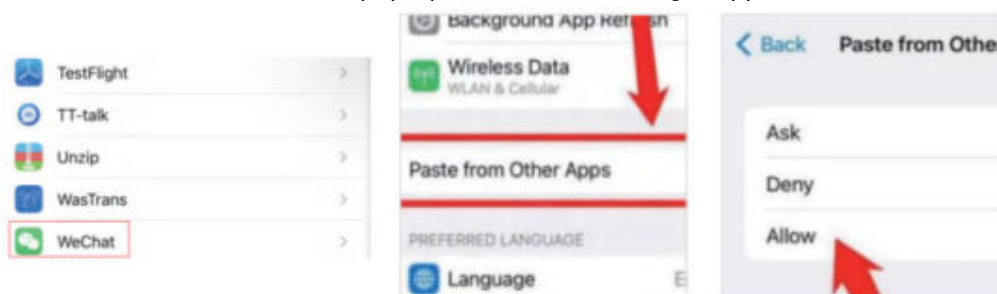 TestFlight
TT-talk
Unzip
WasTrans
WeChat
Background App Refresh
Wireless Data
WLAN & Cellular
Paste from Other Apps
PREFERRED LANGUAGE
Language
E
Back Paste from Othe
Ask
Deny
Allow